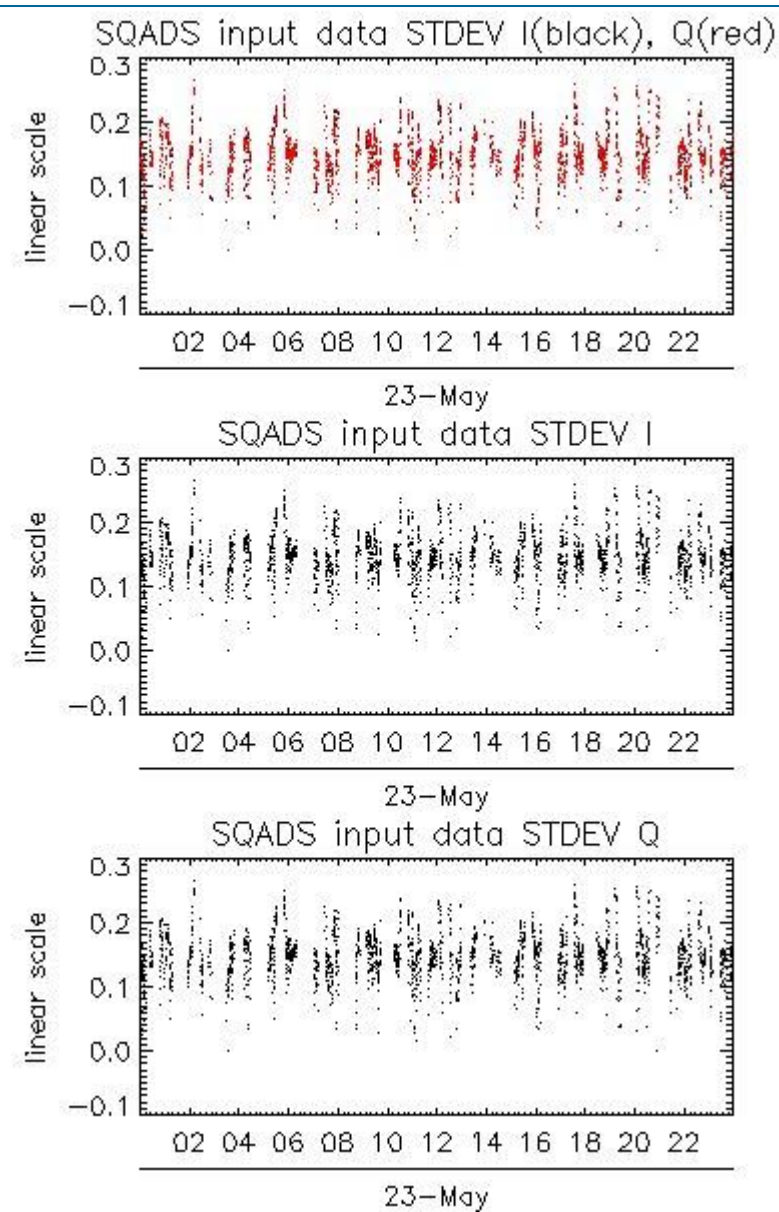 SQADS input data STDEV I(black), Q(red)
linear scale
0.3
0.2
0.1
0.0
−0.1
02 04 06 08 10 12 14 16 18 20 22
23−May
SQADS input data STDEV I
linear scale
0.3
0.2
0.1
0.0
−0.1
02 04 06 08 10 12 14 16 18 20 22
23−May
SQADS input data STDEV Q
linear scale
0.3
0.2
0.1
0.0
−0.1
02 04 06 08 10 12 14 16 18 20 22
23−May